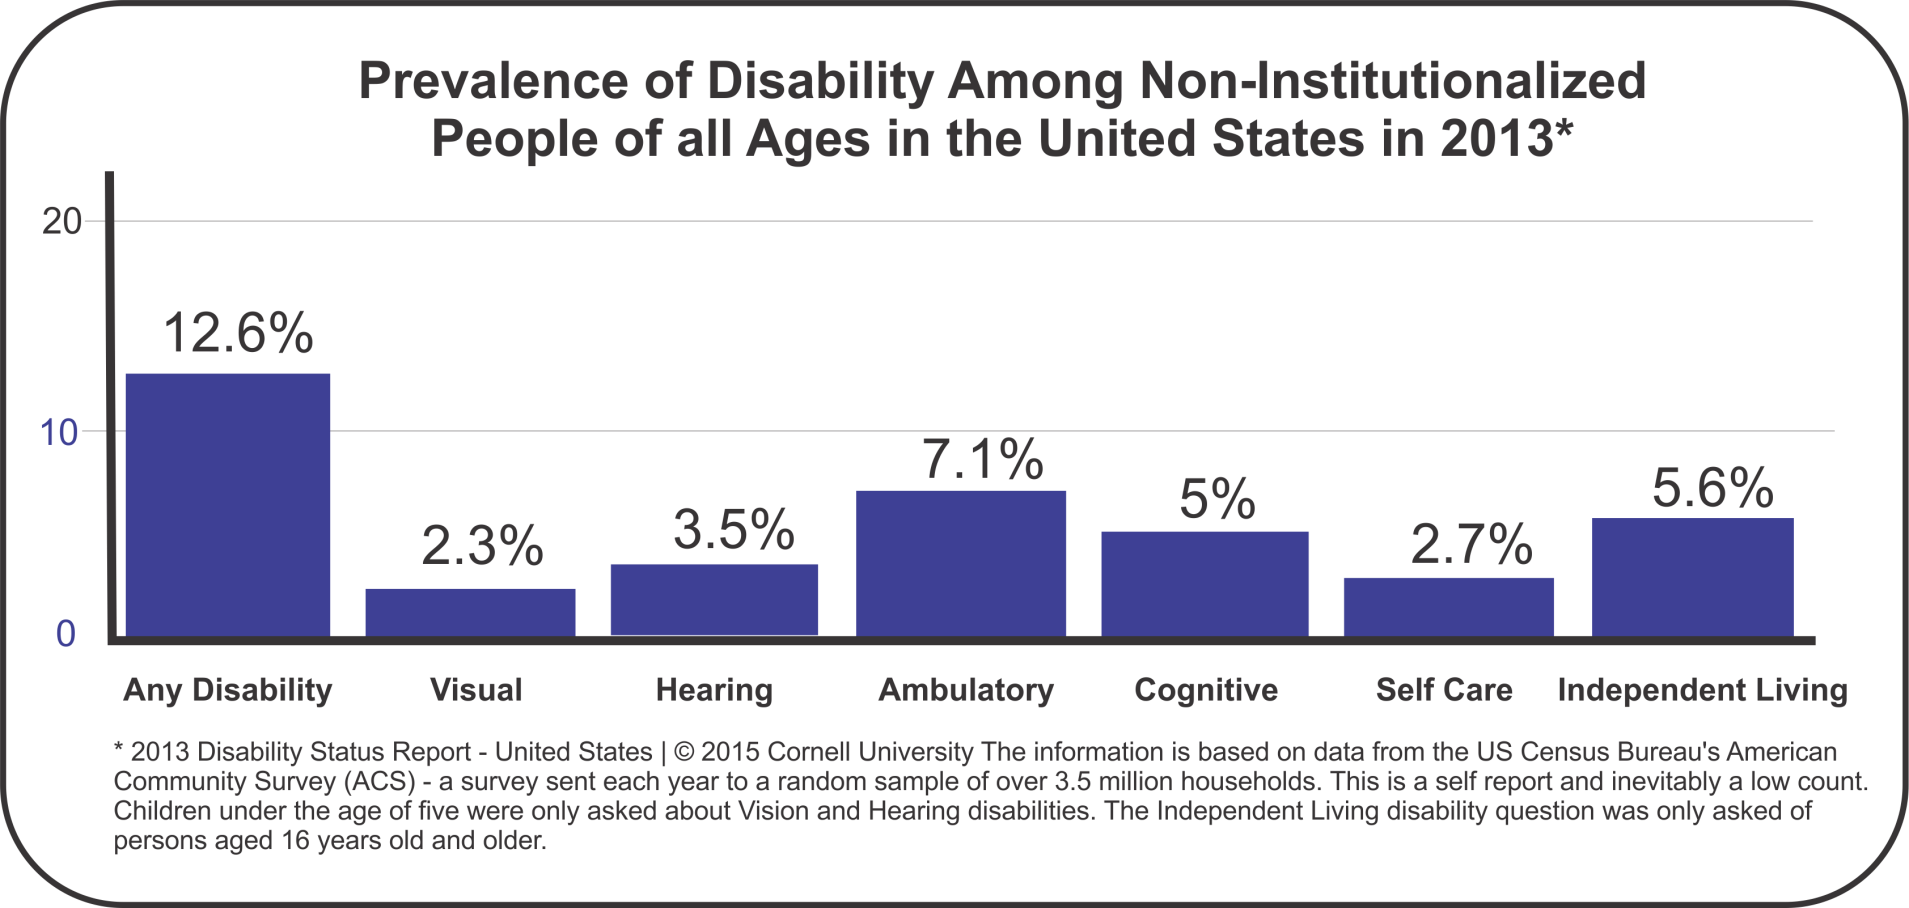 Prevalence of Disability Among Non-Institutionalized
People of all Ages in the United States in 2013*
20
10
0
12.6%
2.3%
3.5%
7.1%
5%
2.7%
5.6%
Any Disability
Visual
Hearing
Ambulatory
Cognitive
Self Care
Independent Living
* 2013 Disability Status Report - United States | © 2015 Cornell University The information is based on data from the US Census Bureau's American
Community Survey (ACS) - a survey sent each year to a random sample of over 3.5 million households. This is a self report and inevitably a low count.
Children under the age of five were only asked about Vision and Hearing disabilities. The Independent Living disability question was only asked of
persons aged 16 years old and older.